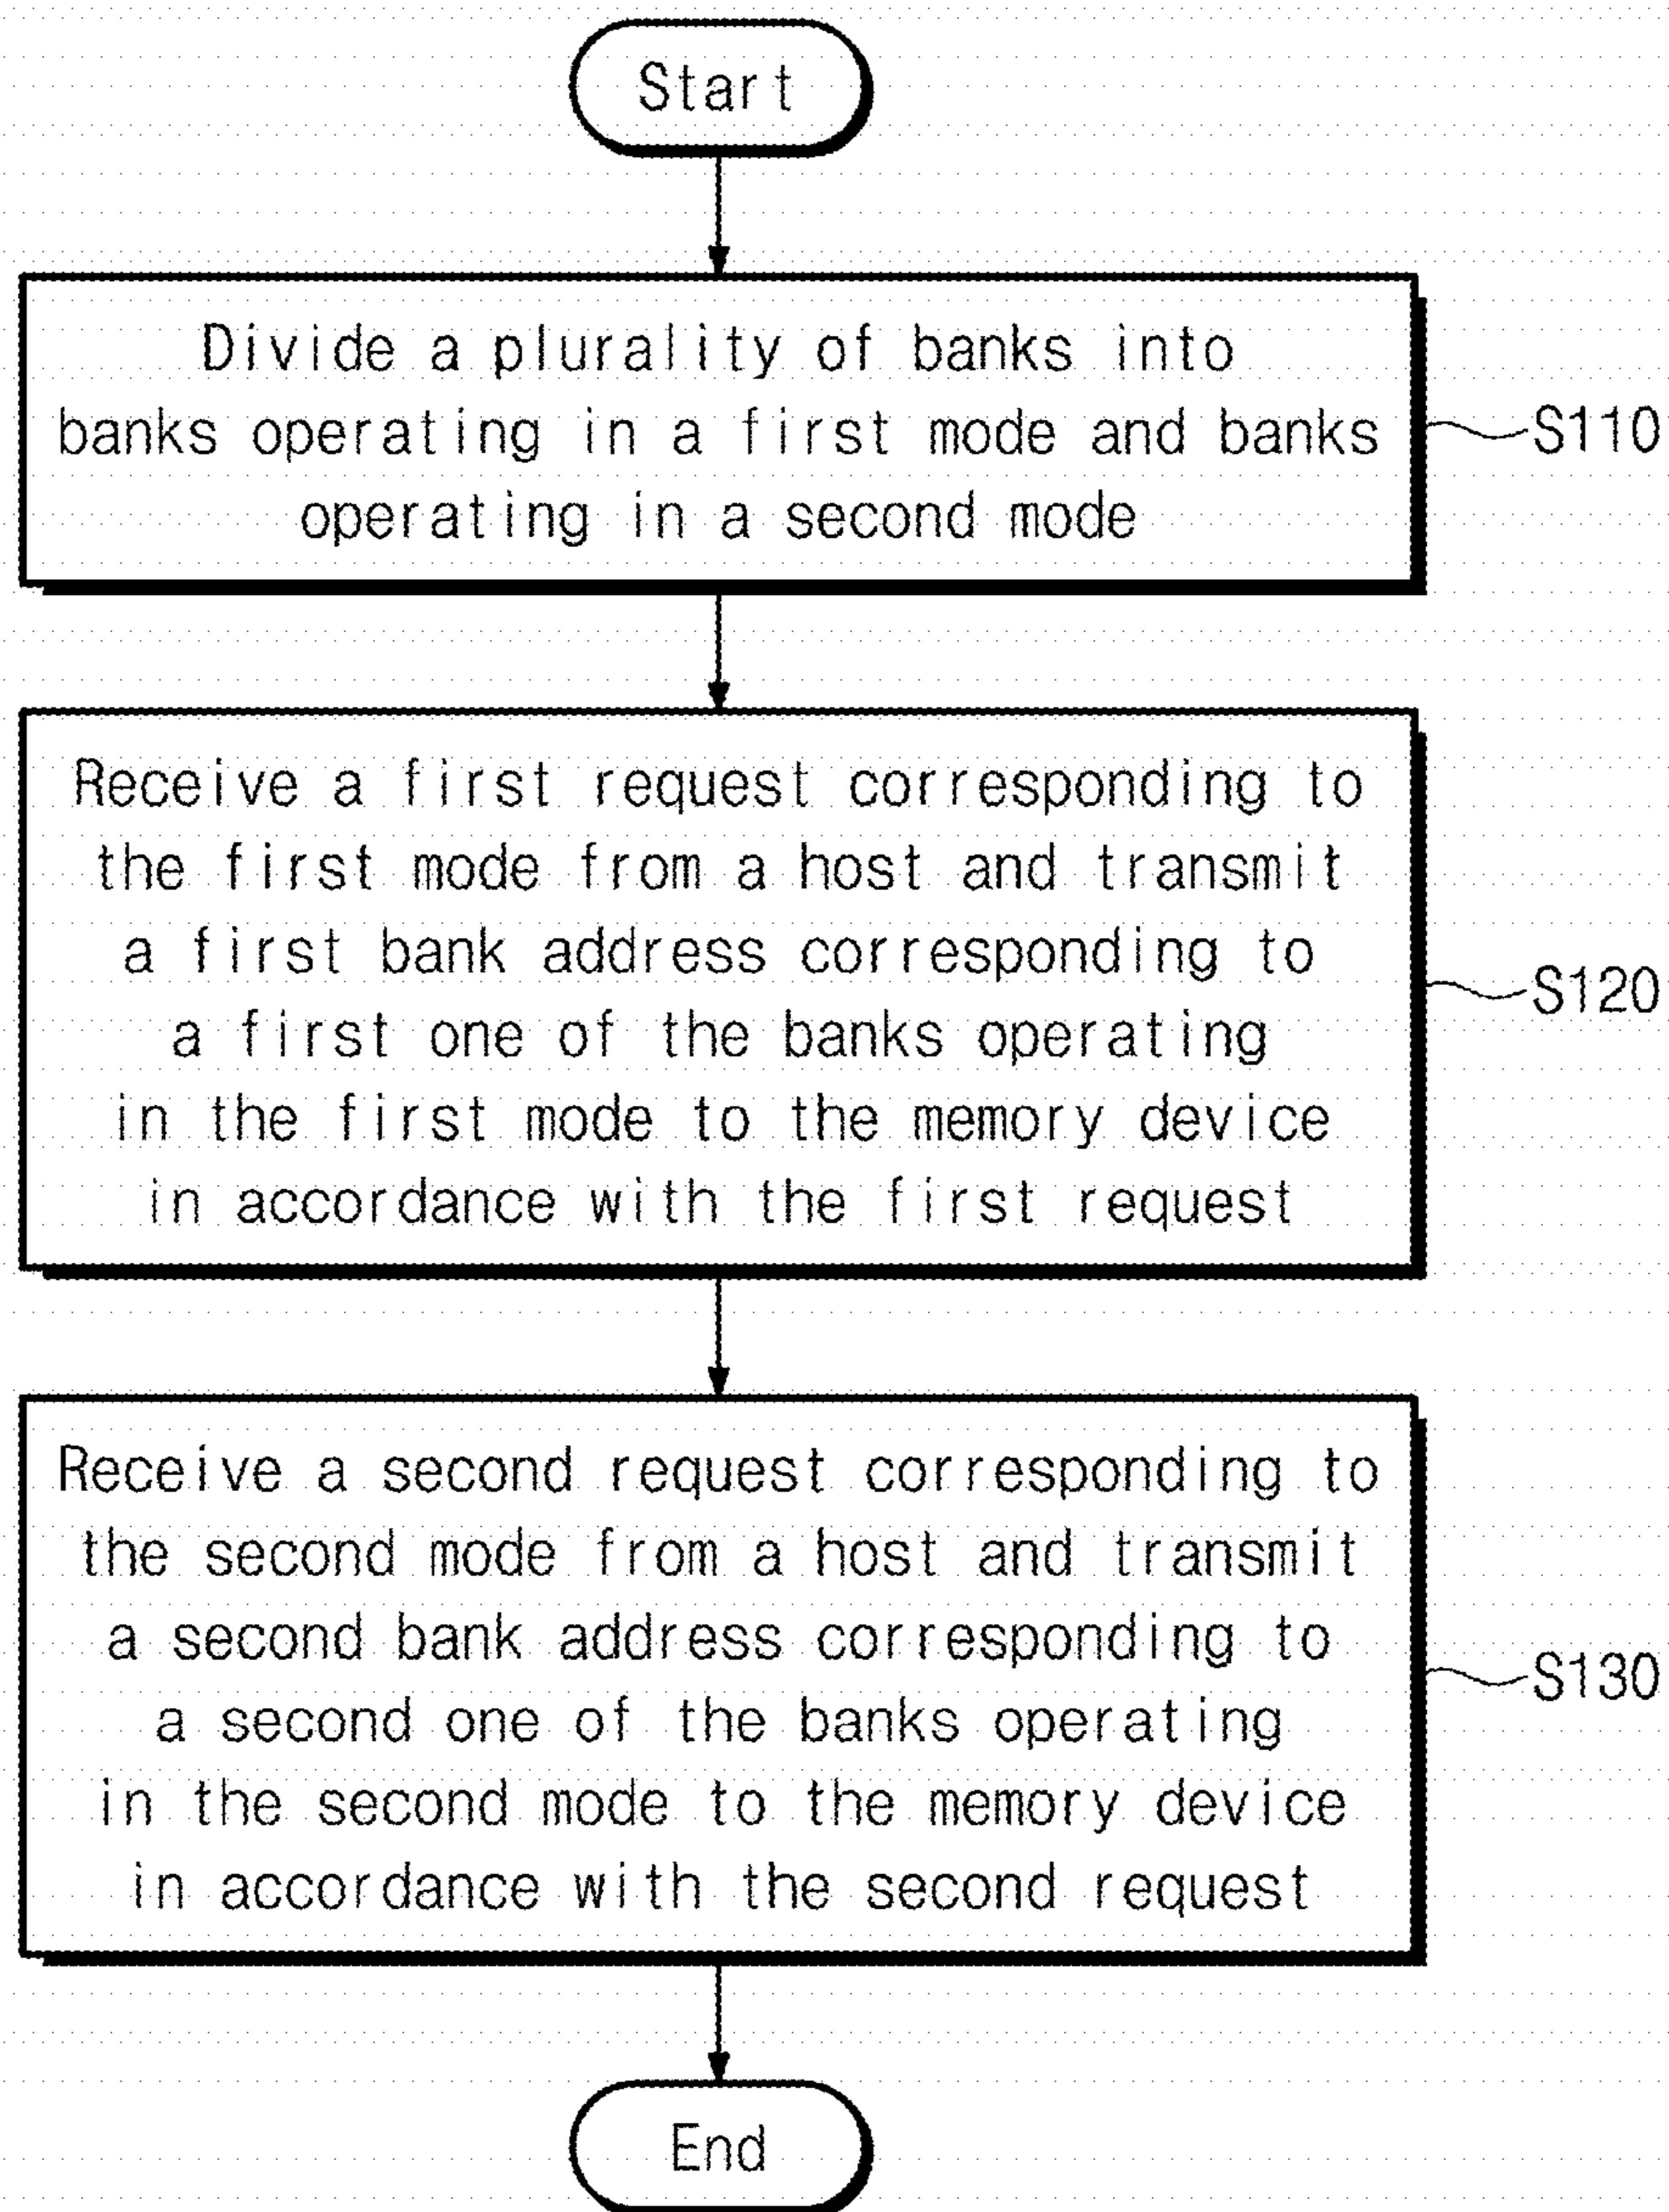 Start
Divide a plurality of banks into
banks operating in a first mode and banks
operating in a second mode
S110
Receive a first request corresponding to
the first mode from a host and transmit
a first bank address corresponding to
a first one of the banks operating
in the first mode to the memory device
in accordance with the first request
S120
Receive a second request corresponding to
the second mode from a host and transmit
a second bank address corresponding to
a second one of the banks operating
in the second mode to the memory device
in accordance with the second request
S130
End